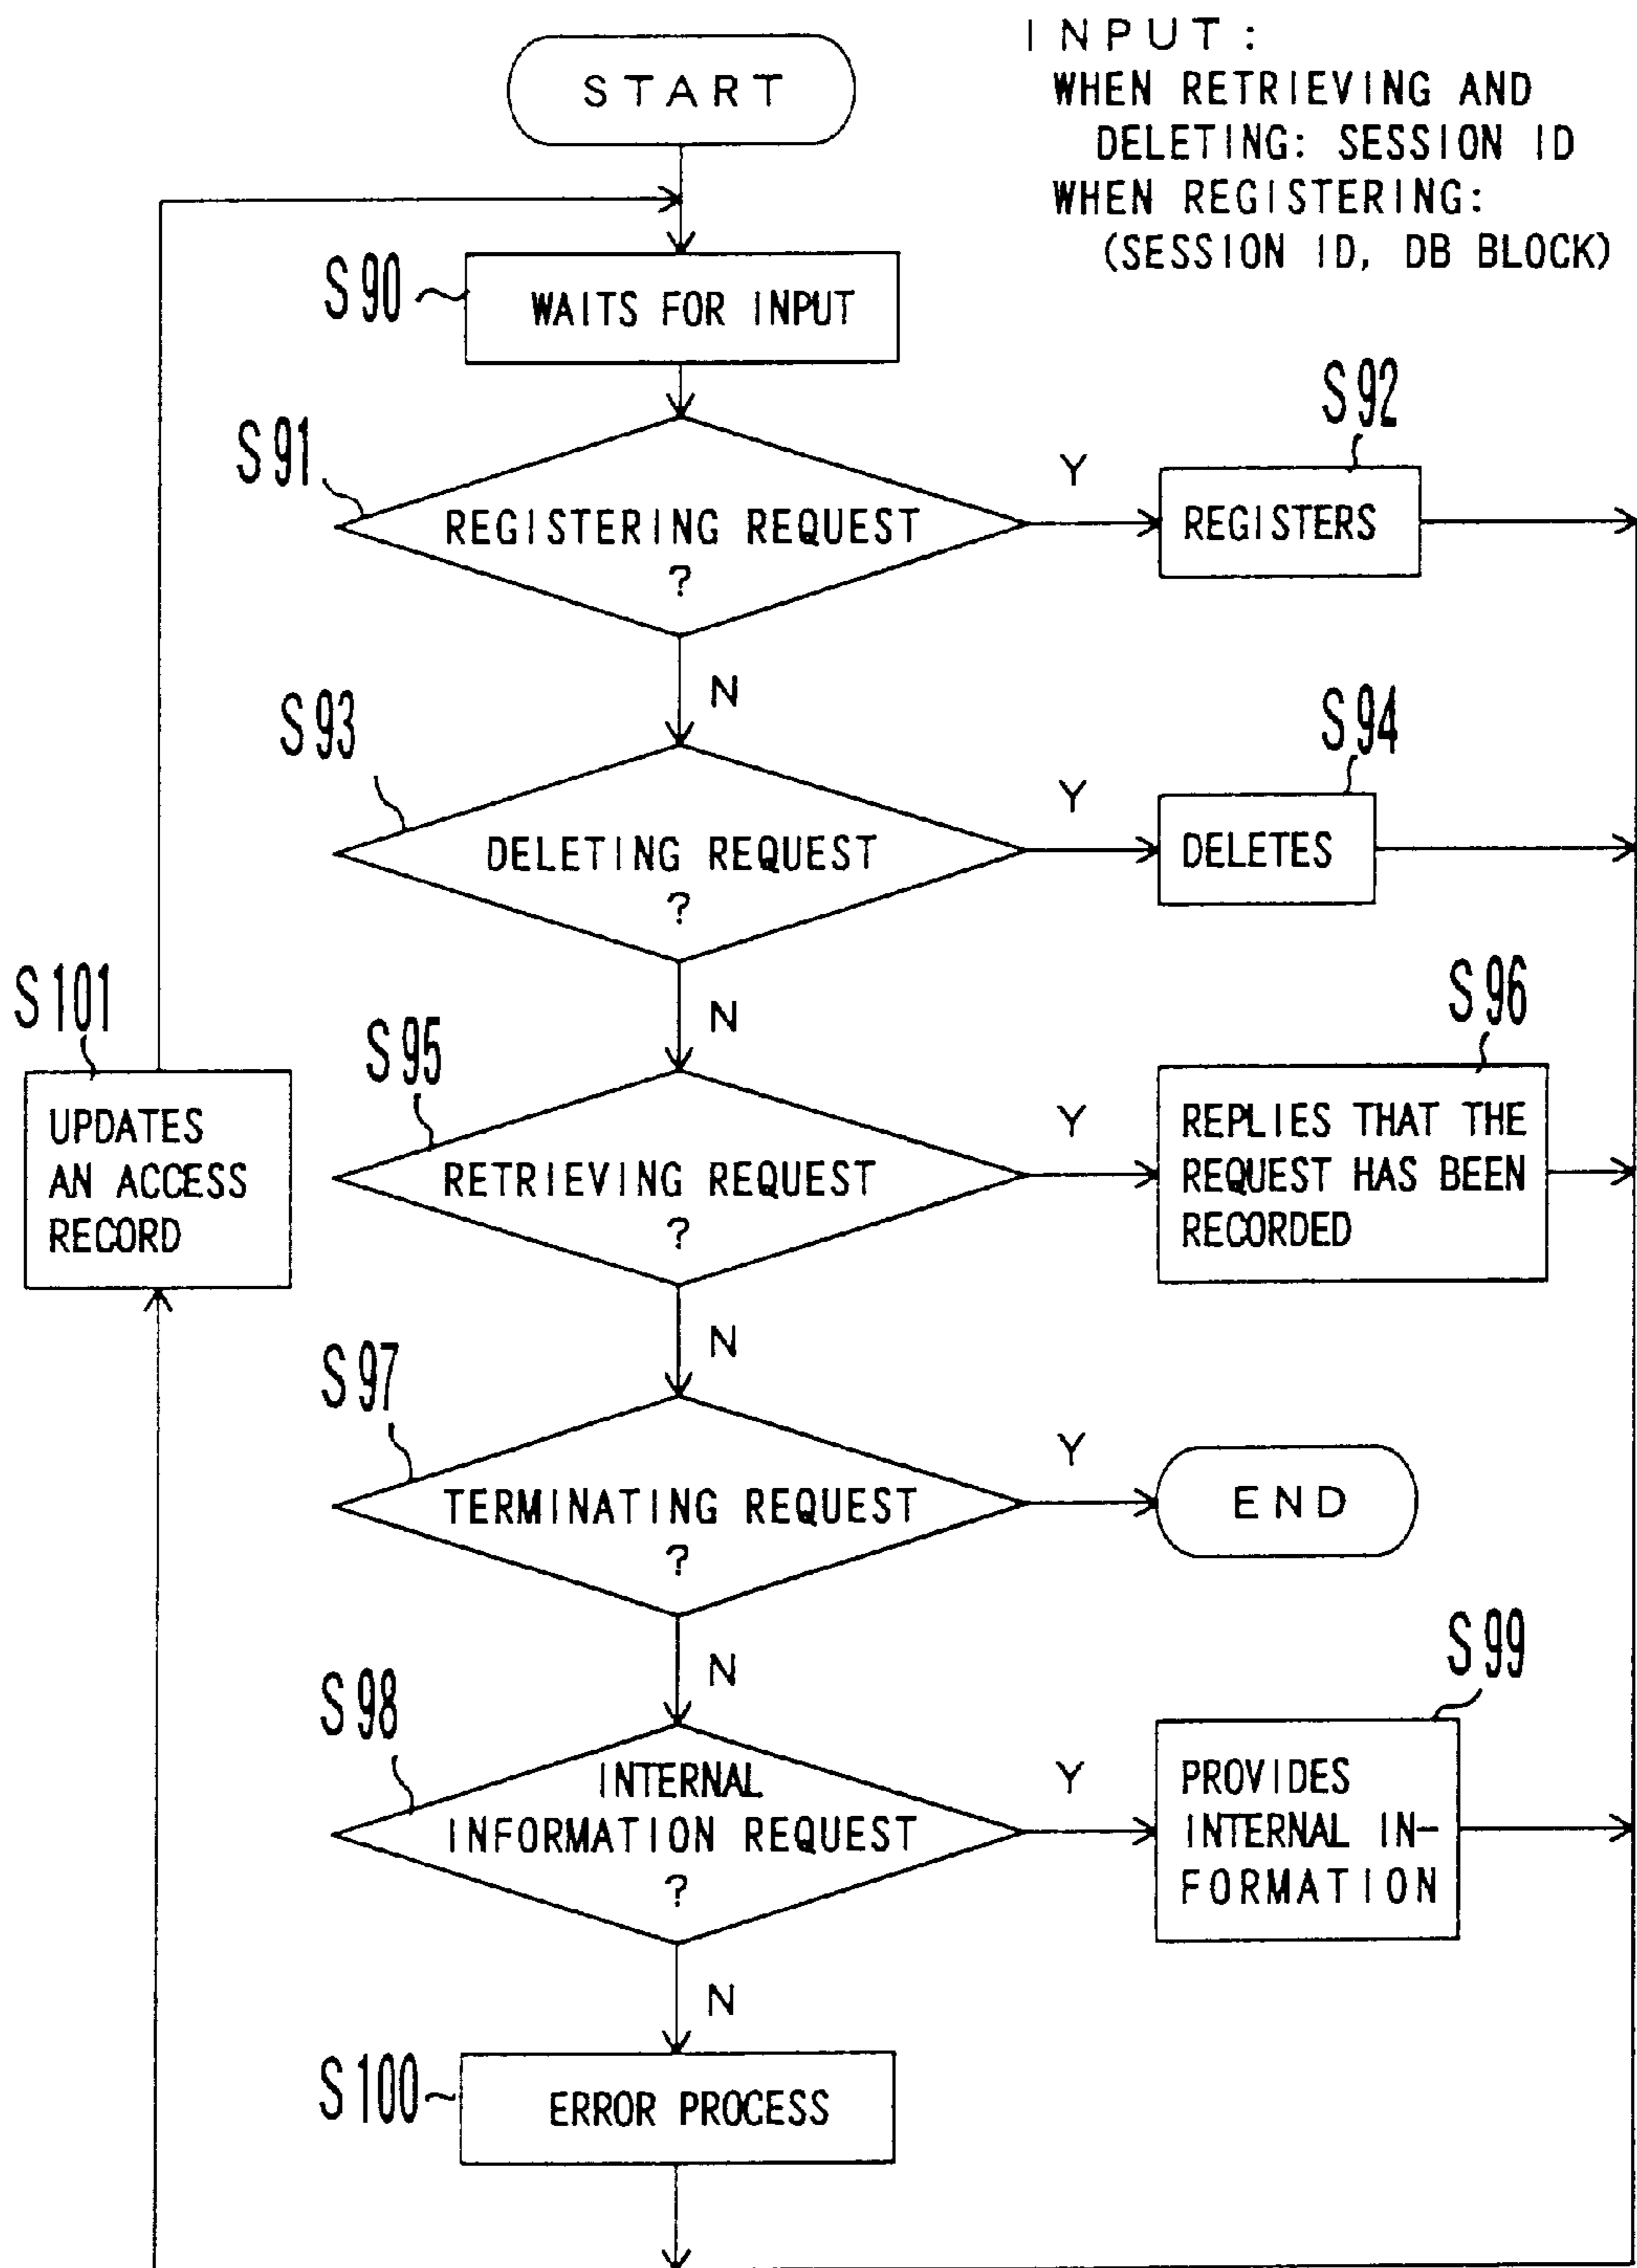 START
INPUT:
WHEN RETRIEVING AND
DELETING: SESSION ID
WHEN REGISTERING:
(SESSION ID, DB BLOCK)
S90
WAITS FOR INPUT
S91
REGISTERING REQUEST
?
Y
S92
REGISTERS
N
S93
DELETING REQUEST
?
Y
S94
DELETES
N
S101
UPDATES
AN ACCESS
RECORD
S95
RETRIEVING REQUEST
?
Y
S96
REPLIES THAT THE
REQUEST HAS BEEN
RECORDED
N
S97
TERMINATING REQUEST
?
Y
END
N
S98
INTERNAL
INFORMATION REQUEST
?
Y
S99
PROVIDES
INTERNAL IN-
FORMATION
N
S100
ERROR PROCESS